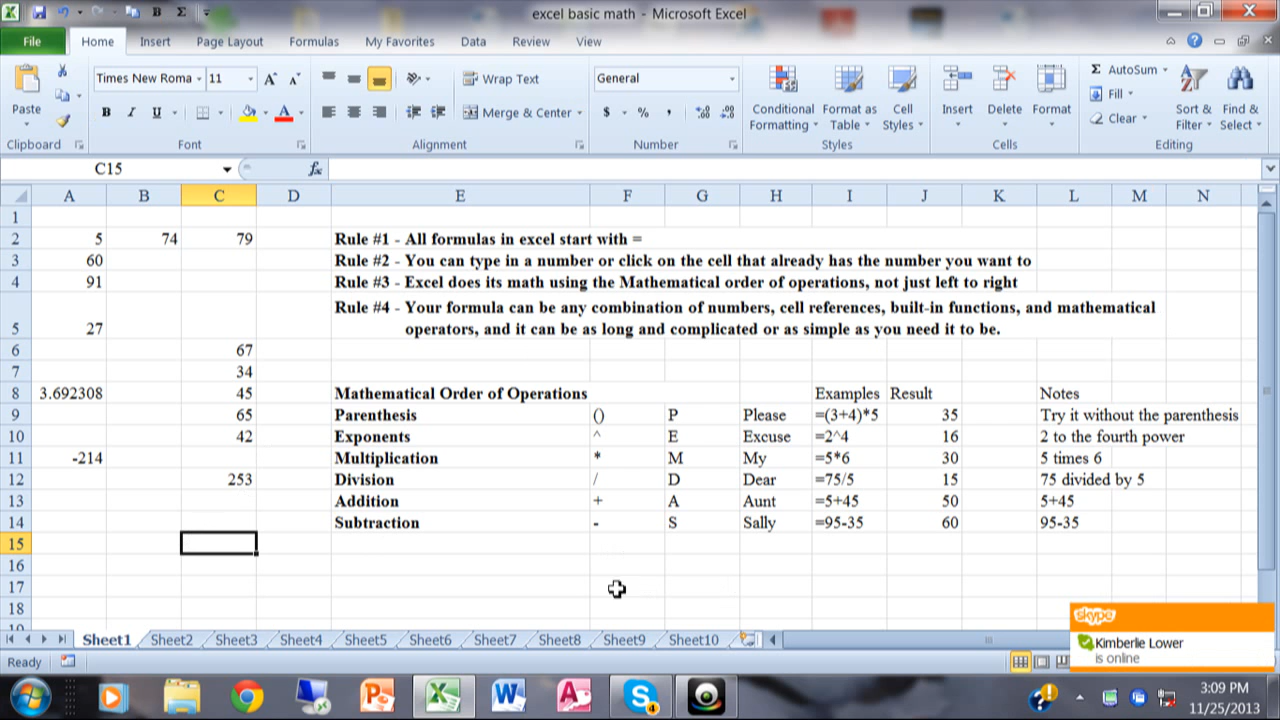 excel basic math - Microsoft Excel
File Home Insert Page Layout Formulas My Favorites Data Review View
Paste
Times New Roma 11
B I U A
Wrap Text
Merge & Center
General
$ % ,
Conditional Formatting
Format as Table
Cell Styles
Insert Delete Format
Σ AutoSum
Fill
Clear
Sort & Filter
Find & Select
Clipboard Font Alignment Number Styles Cells Editing
C15 fx
A B C D E F G H I J K L M N
1
2 5 74 79 Rule #1 - All formulas in excel start with =
3 60 Rule #2 - You can type in a number or click on the cell that already has the number you want to
4 91 Rule #3 - Excel does its math using the Mathematical order of operations, not just left to right
Rule #4 - Your formula can be any combination of numbers, cell references, built-in functions, and mathematical
5 27 operators, and it can be as long and complicated or as simple as you need it to be.
6 67
7 34
8 3.692308 45 Mathematical Order of Operations Examples Result Notes
9 65 Parenthesis () P Please =(3+4)*5 35 Try it without the parenthesis
10 42 Exponents ^ E Excuse =2^4 16 2 to the fourth power
11 -214 Multiplication * M My =5*6 30 5 times 6
12 253 Division / D Dear =75/5 15 75 divided by 5
13 Addition + A Aunt =5+45 50 5+45
14 Subtraction - S Sally =95-35 60 95-35
15
16
17
18
skype
Kimberlie Lower
is online
Sheet1 Sheet2 Sheet3 Sheet4 Sheet5 Sheet6 Sheet7 Sheet8 Sheet9 Sheet10
Ready
3:09 PM
11/25/2013